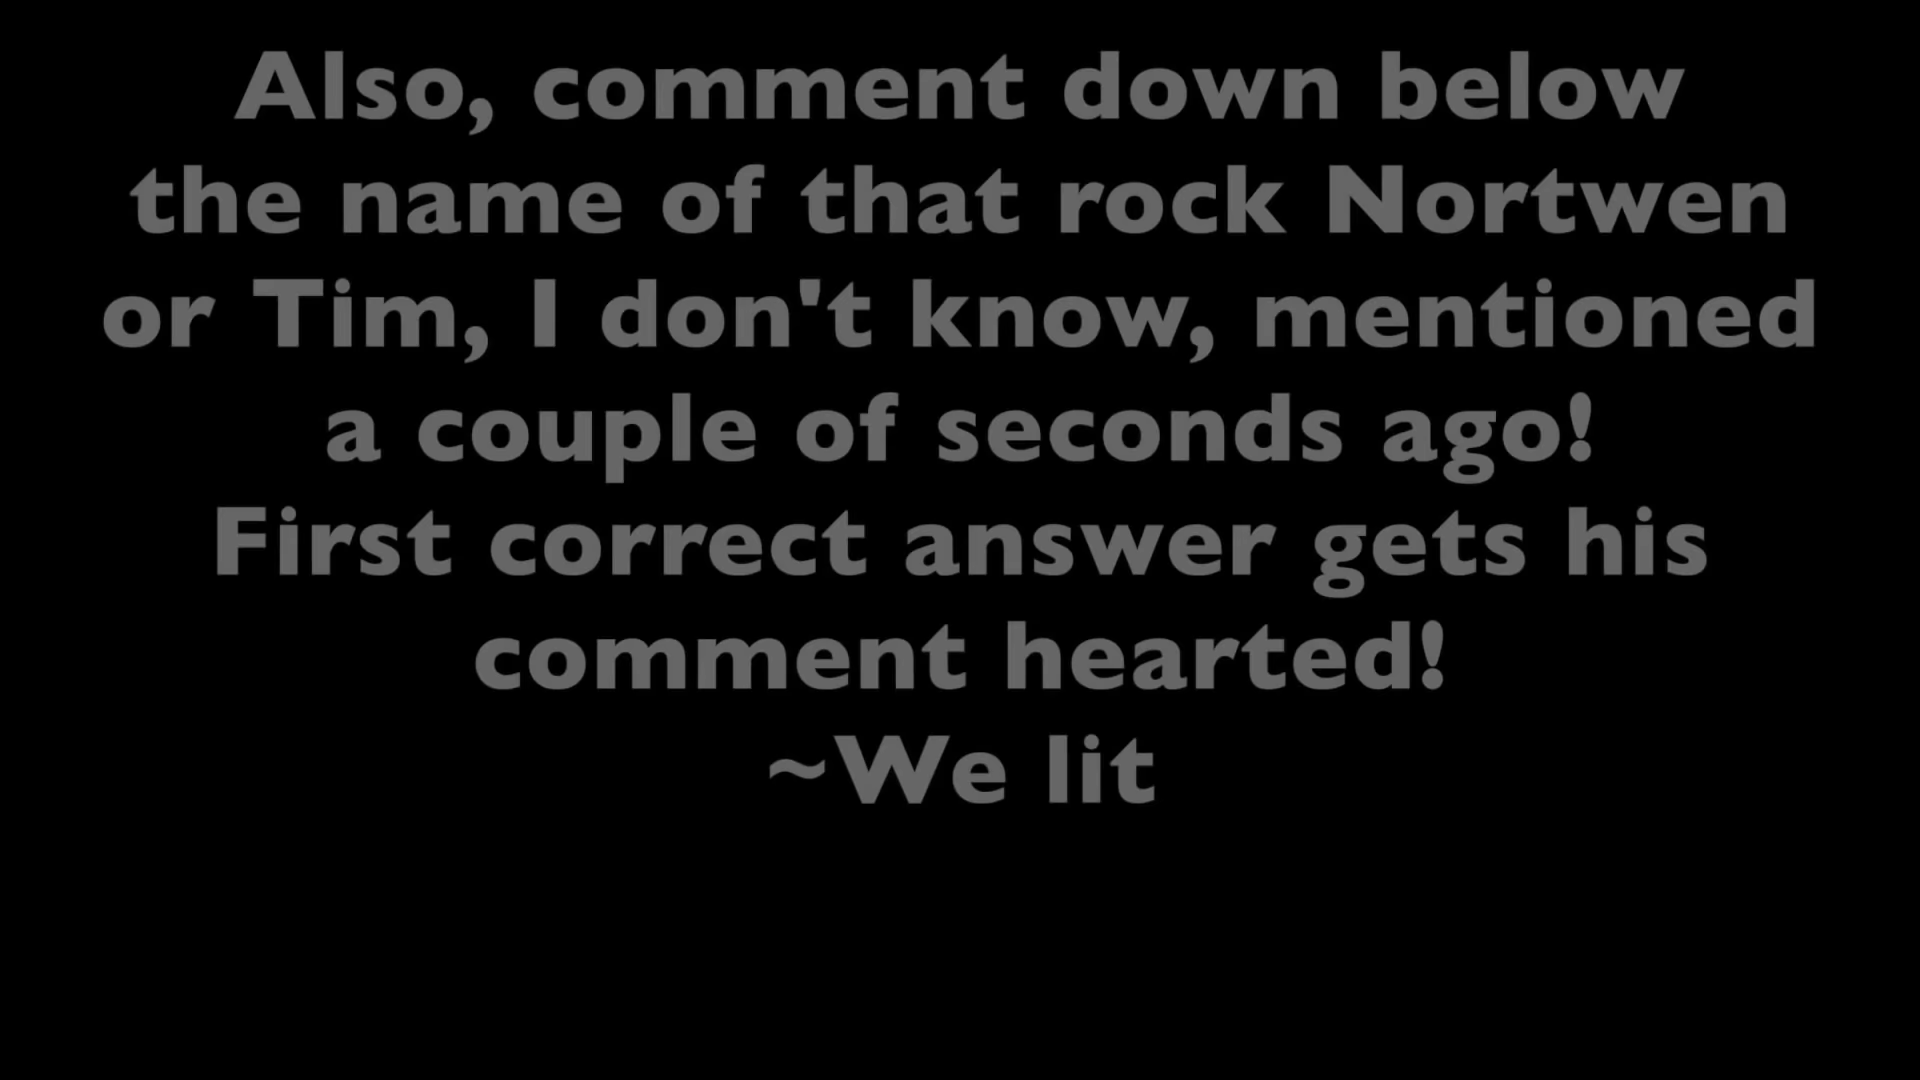 Also, comment down below
the name of that rock Nortwen
or Tim, I don't know, mentioned
a couple of seconds ago!
First correct answer gets his
comment hearted!
~We lit